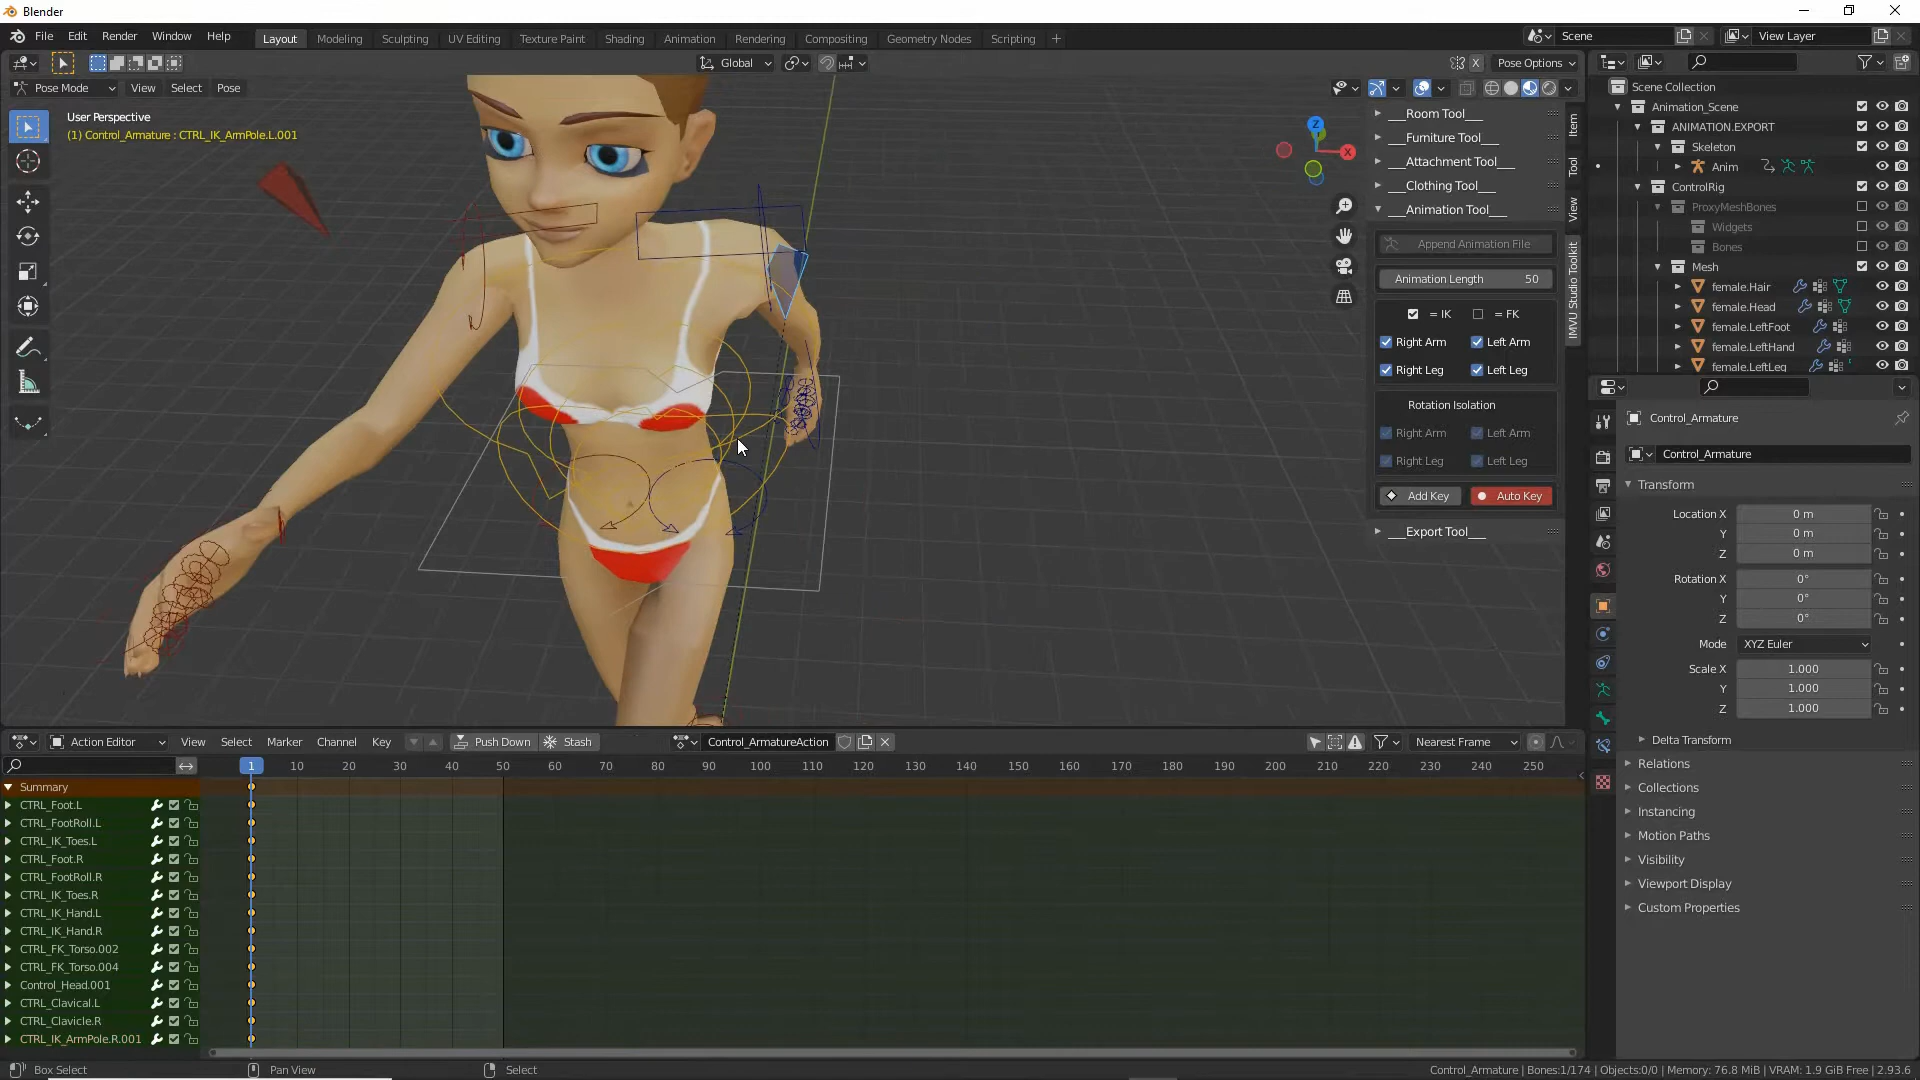 Blender
File Edit Render Window Help
Layout Modeling Sculpting UV Editing Texture Paint Shading Animation Rendering Compositing Geometry Nodes Scripting +
Scene
View Layer
Global
X Pose Options
Pose Mode View Select Pose
User Perspective
(1) Control_Armature : CTRL_IK_ArmPole.L.001
Z
X
___Room Tool___
___Furniture Tool___
___Attachment Tool___
___Clothing Tool___
___Animation Tool___
Append Animation File
Animation Length 50
= IK = FK
Right Arm Left Arm
Right Leg Left Leg
Rotation Isolation
Right Arm Left Arm
Right Leg Left Leg
Add Key Auto Key
___Export Tool___
Item
Tool
View
IMVU Studio Toolkit
Scene Collection
Animation_Scene
ANIMATION.EXPORT
Skeleton
Anim
ControlRig
ProxyMeshBones
Widgets
Bones
Mesh
female.Hair
female.Head
female.LeftFoot
female.LeftHand
female.LeftLeg
Control_Armature
Control_Armature
Transform
Location X 0 m
Y 0 m
Z 0 m
Rotation X 0°
Y 0°
Z 0°
Mode XYZ Euler
Scale X 1.000
Y 1.000
Z 1.000
Delta Transform
Relations
Collections
Instancing
Motion Paths
Visibility
Viewport Display
Custom Properties
Action Editor View Select Marker Channel Key Push Down Stash Control_ArmatureAction Nearest Frame
1 10 20 30 40 50 60 70 80 90 100 110 120 130 140 150 160 170 180 190 200 210 220 230 240 250
Summary
CTRL_Foot.L
CTRL_FootRoll.L
CTRL_IK_Toes.L
CTRL_Foot.R
CTRL_FootRoll.R
CTRL_IK_Toes.R
CTRL_IK_Hand.L
CTRL_IK_Hand.R
CTRL_FK_Torso.002
CTRL_FK_Torso.004
Control_Head.001
CTRL_Clavical.L
CTRL_Clavicle.R
CTRL_IK_ArmPole.R.001
Box Select Pan View Select Control_Armature | Bones:1/174 | Objects:0/0 | Memory: 76.8 MiB | VRAM: 1.9 GiB Free | 2.93.6